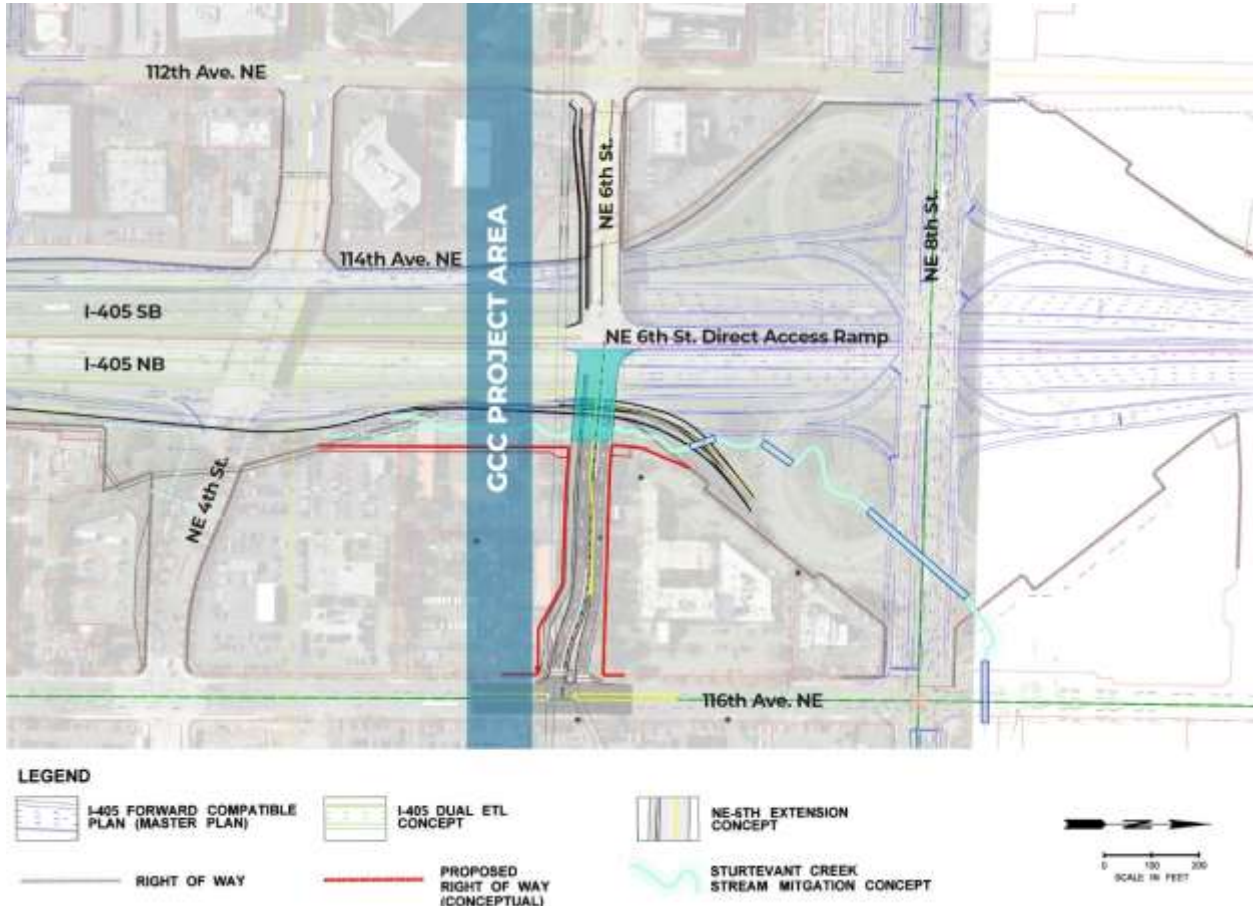 112th Ave. NE
NE 6th St.
NE 8th St.
114th Ave. NE
I-405 SB
NE 6th St. Direct Access Ramp
I-405 NB
GCC PROJECT AREA
NE 4th St.
116th Ave. NE
LEGEND
I-405 FORWARD COMPATIBLE
PLAN (MASTER PLAN)
I-405 DUAL ETL
CONCEPT
NE-6TH EXTENSION
CONCEPT
RIGHT OF WAY
PROPOSED
RIGHT OF WAY
(CONCEPTUAL)
STURTEVANT CREEK
STREAM MITGATION CONCEPT
N
0 100 200
SCALE IN FEET